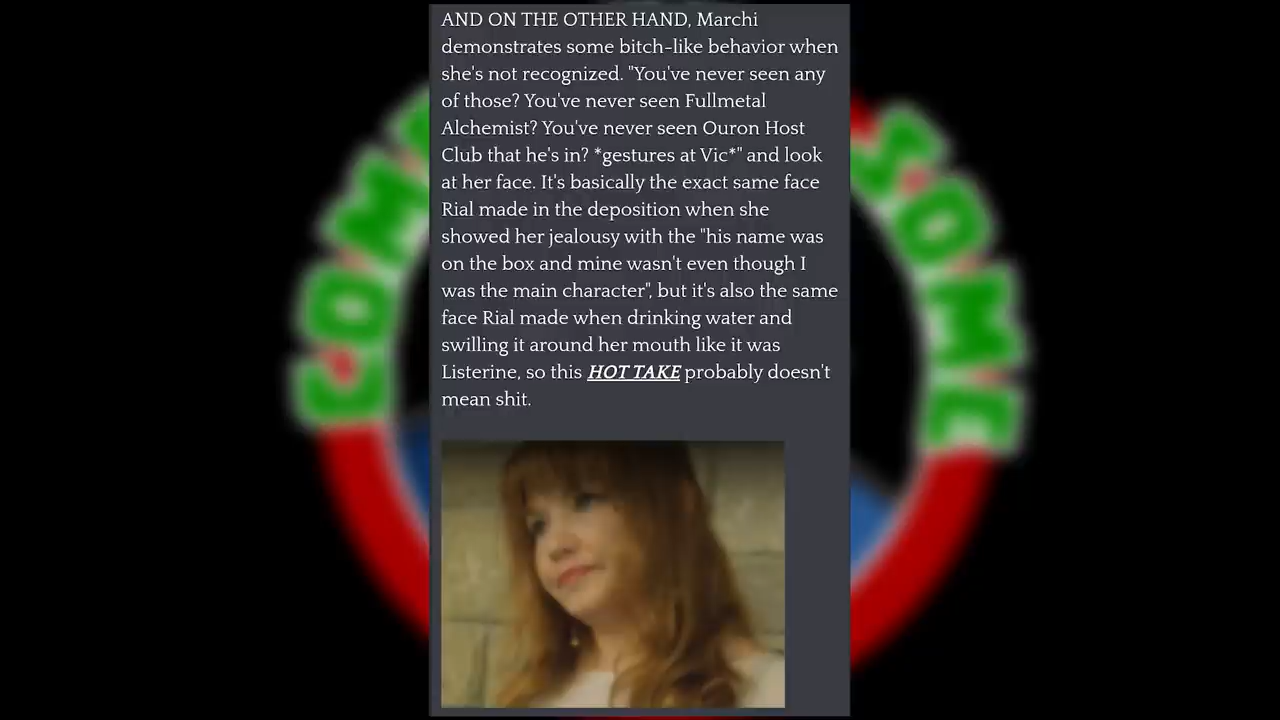 AND ON THE OTHER HAND, Marchi
demonstrates some bitch-like behavior when
she's not recognized. "You've never seen any
of those? You've never seen Fullmetal
Alchemist? You've never seen Ouron Host
Club that he's in? *gestures at Vic*" and look
at her face. It's basically the exact same face
Rial made in the deposition when she
showed her jealousy with the "his name was
on the box and mine wasn't even though I
was the main character", but it's also the same
face Rial made when drinking water and
swilling it around her mouth like it was
Listerine, so this HOT TAKE probably doesn't
mean shit.
COM
SOME